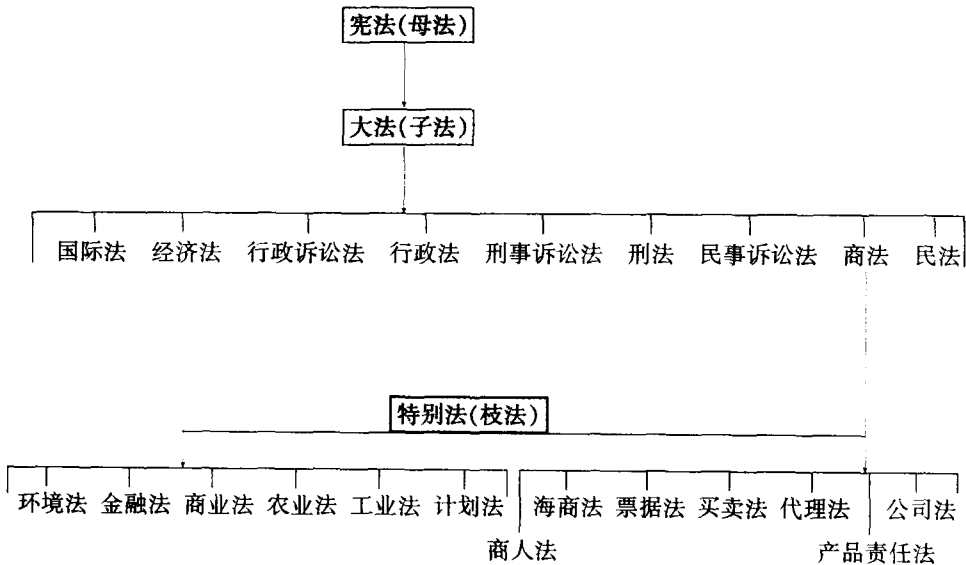 宪法(母法)
大法(子法)
国际法 经济法 行政诉讼法 行政法 刑事诉讼法 刑法 民事诉讼法 商法 民法
特别法(枝法)
环境法 金融法 商业法 农业法 工业法 计划法 海商法 票据法 买卖法 代理法 公司法
商人法 产品责任法